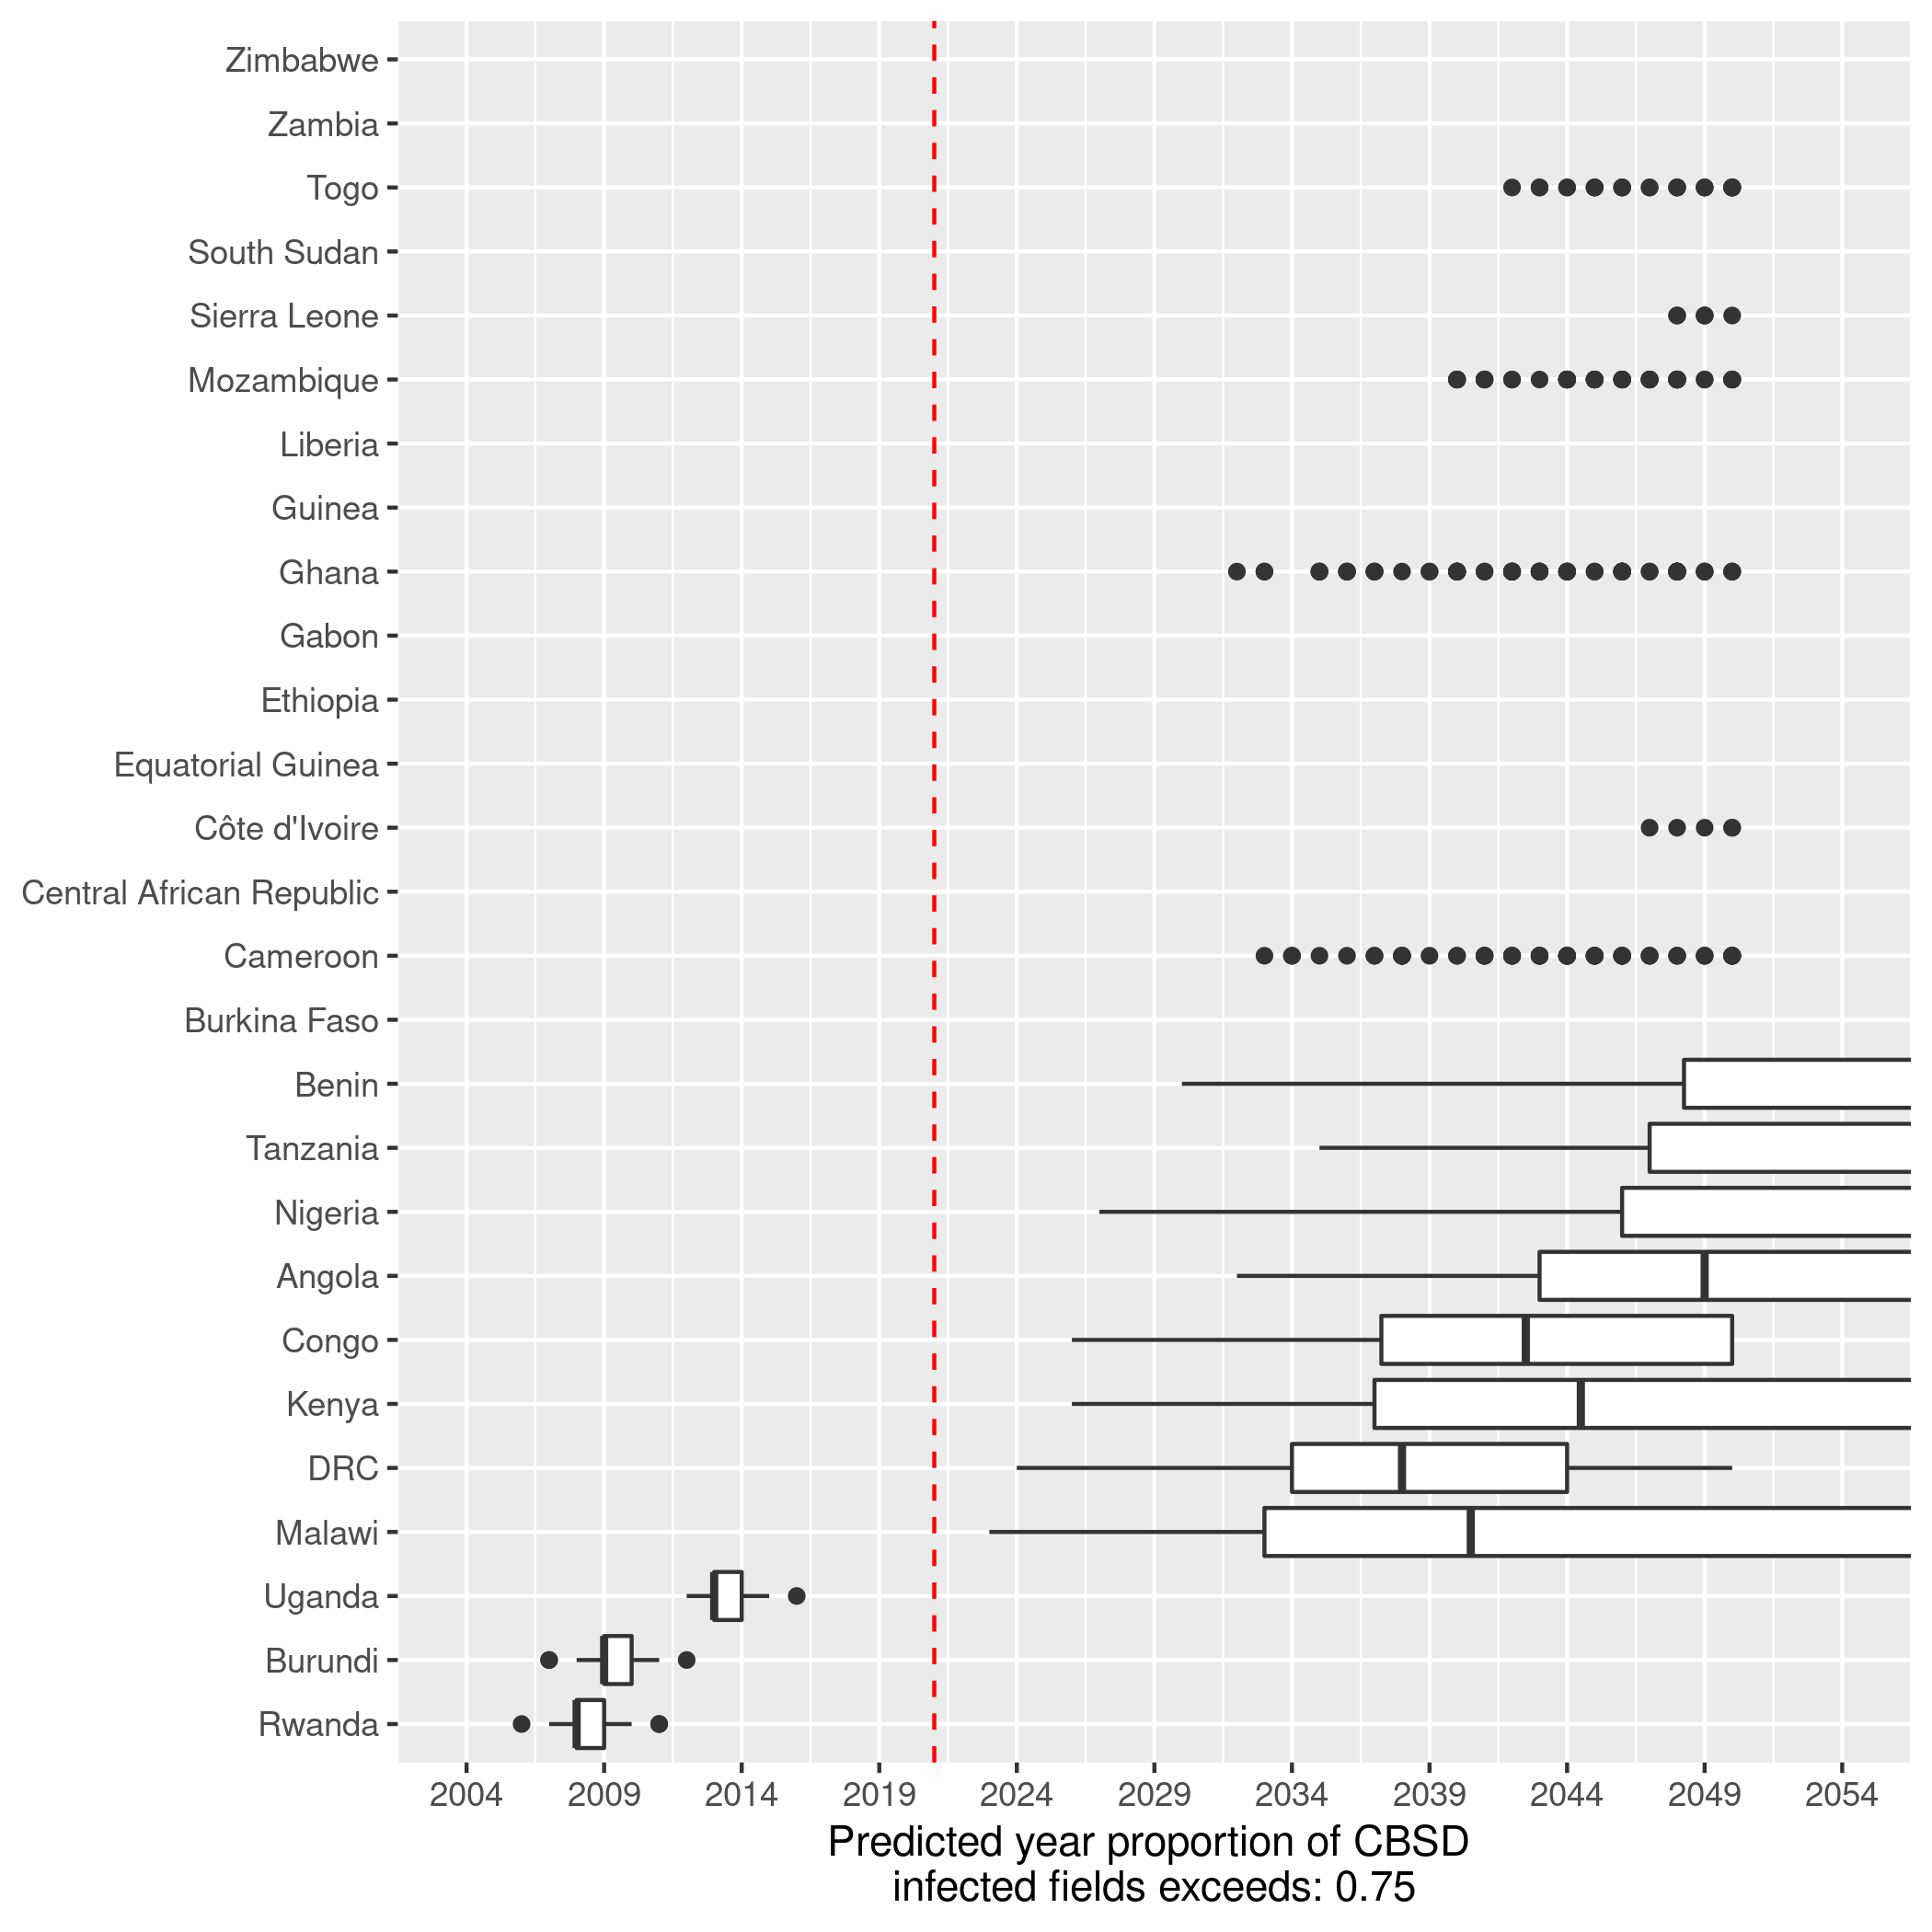 Zimbabwe
Zambia
Togo
South Sudan
Sierra Leone
Mozambique
Liberia
Guinea
Ghana
Gabon
Ethiopia
Equatorial Guinea
Côte d'Ivoire
Central African Republic
Cameroon
Burkina Faso
Benin
Tanzania
Nigeria
Angola
Congo
Kenya
DRC
Malawi
Uganda
Burundi
Rwanda
2004 2009 2014 2019 2024 2029 2034 2039 2044 2049 2054
Predicted year proportion of CBSD
infected fields exceeds: 0.75